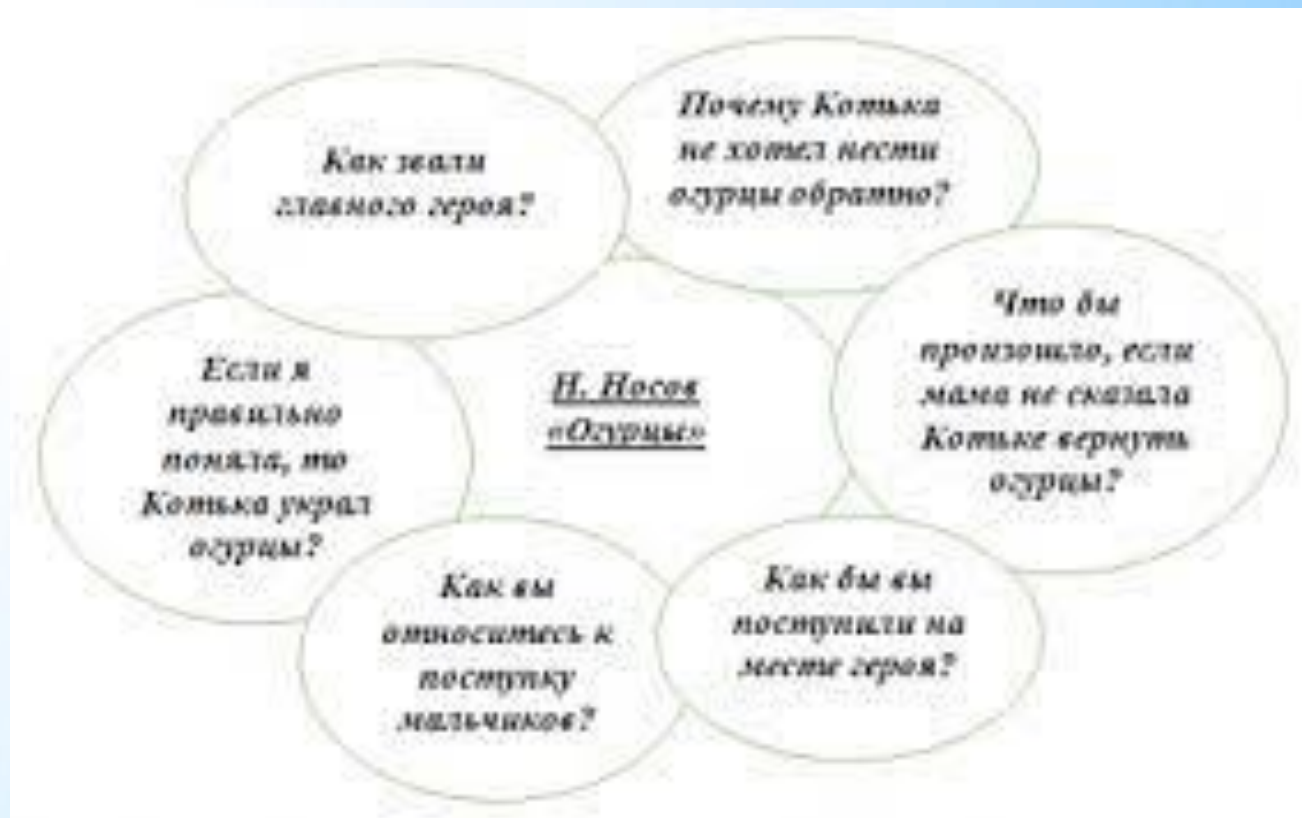 Как звали
главного героя?
Почему Котька
не хотел нести
огурцы обратно?
Что бы
произошло, если
мама не сказала
Котьке вернуть
огурцы?
Как бы вы
поступили на
месте героя?
Как вы
относитесь к
поступку
мальчиков?
Если я
правильно
поняла, то
Котька украл
огурцы?
Н. Носов
«Огурцы»